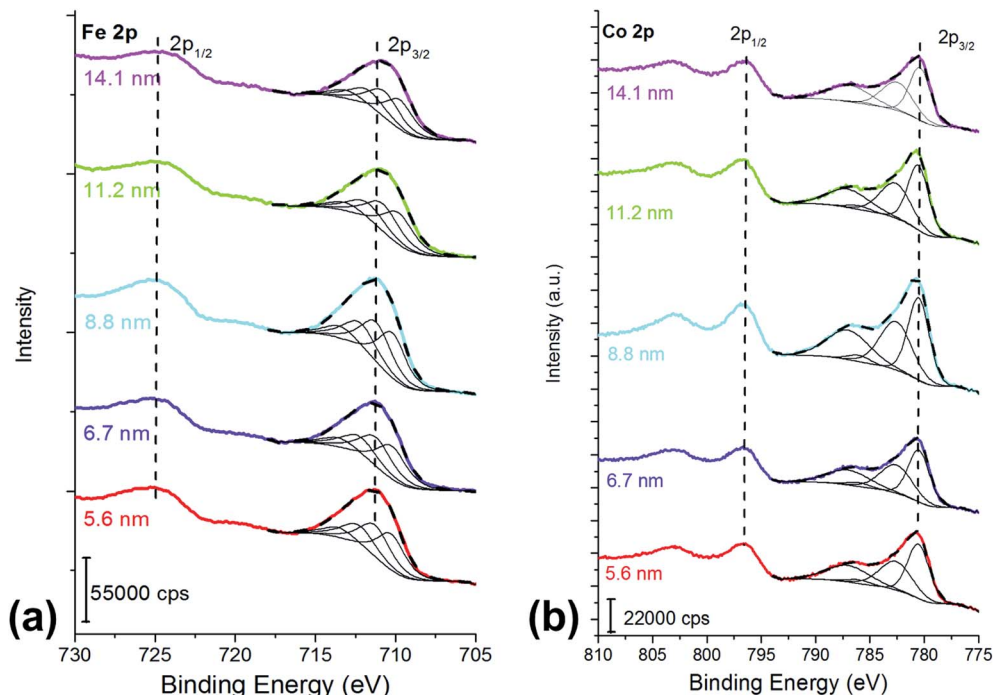 Fe 2p
2p1/2
2p3/2
14.1 nm
11.2 nm
8.8 nm
6.7 nm
5.6 nm
55000 cps
Intensity
(a)
730 725 720 715 710 705
Binding Energy (eV)
Co 2p
2p1/2
2p3/2
14.1 nm
11.2 nm
8.8 nm
6.7 nm
5.6 nm
22000 cps
Intensity (a.u.)
(b)
810 805 800 795 790 785 780 775
Binding Energy (eV)